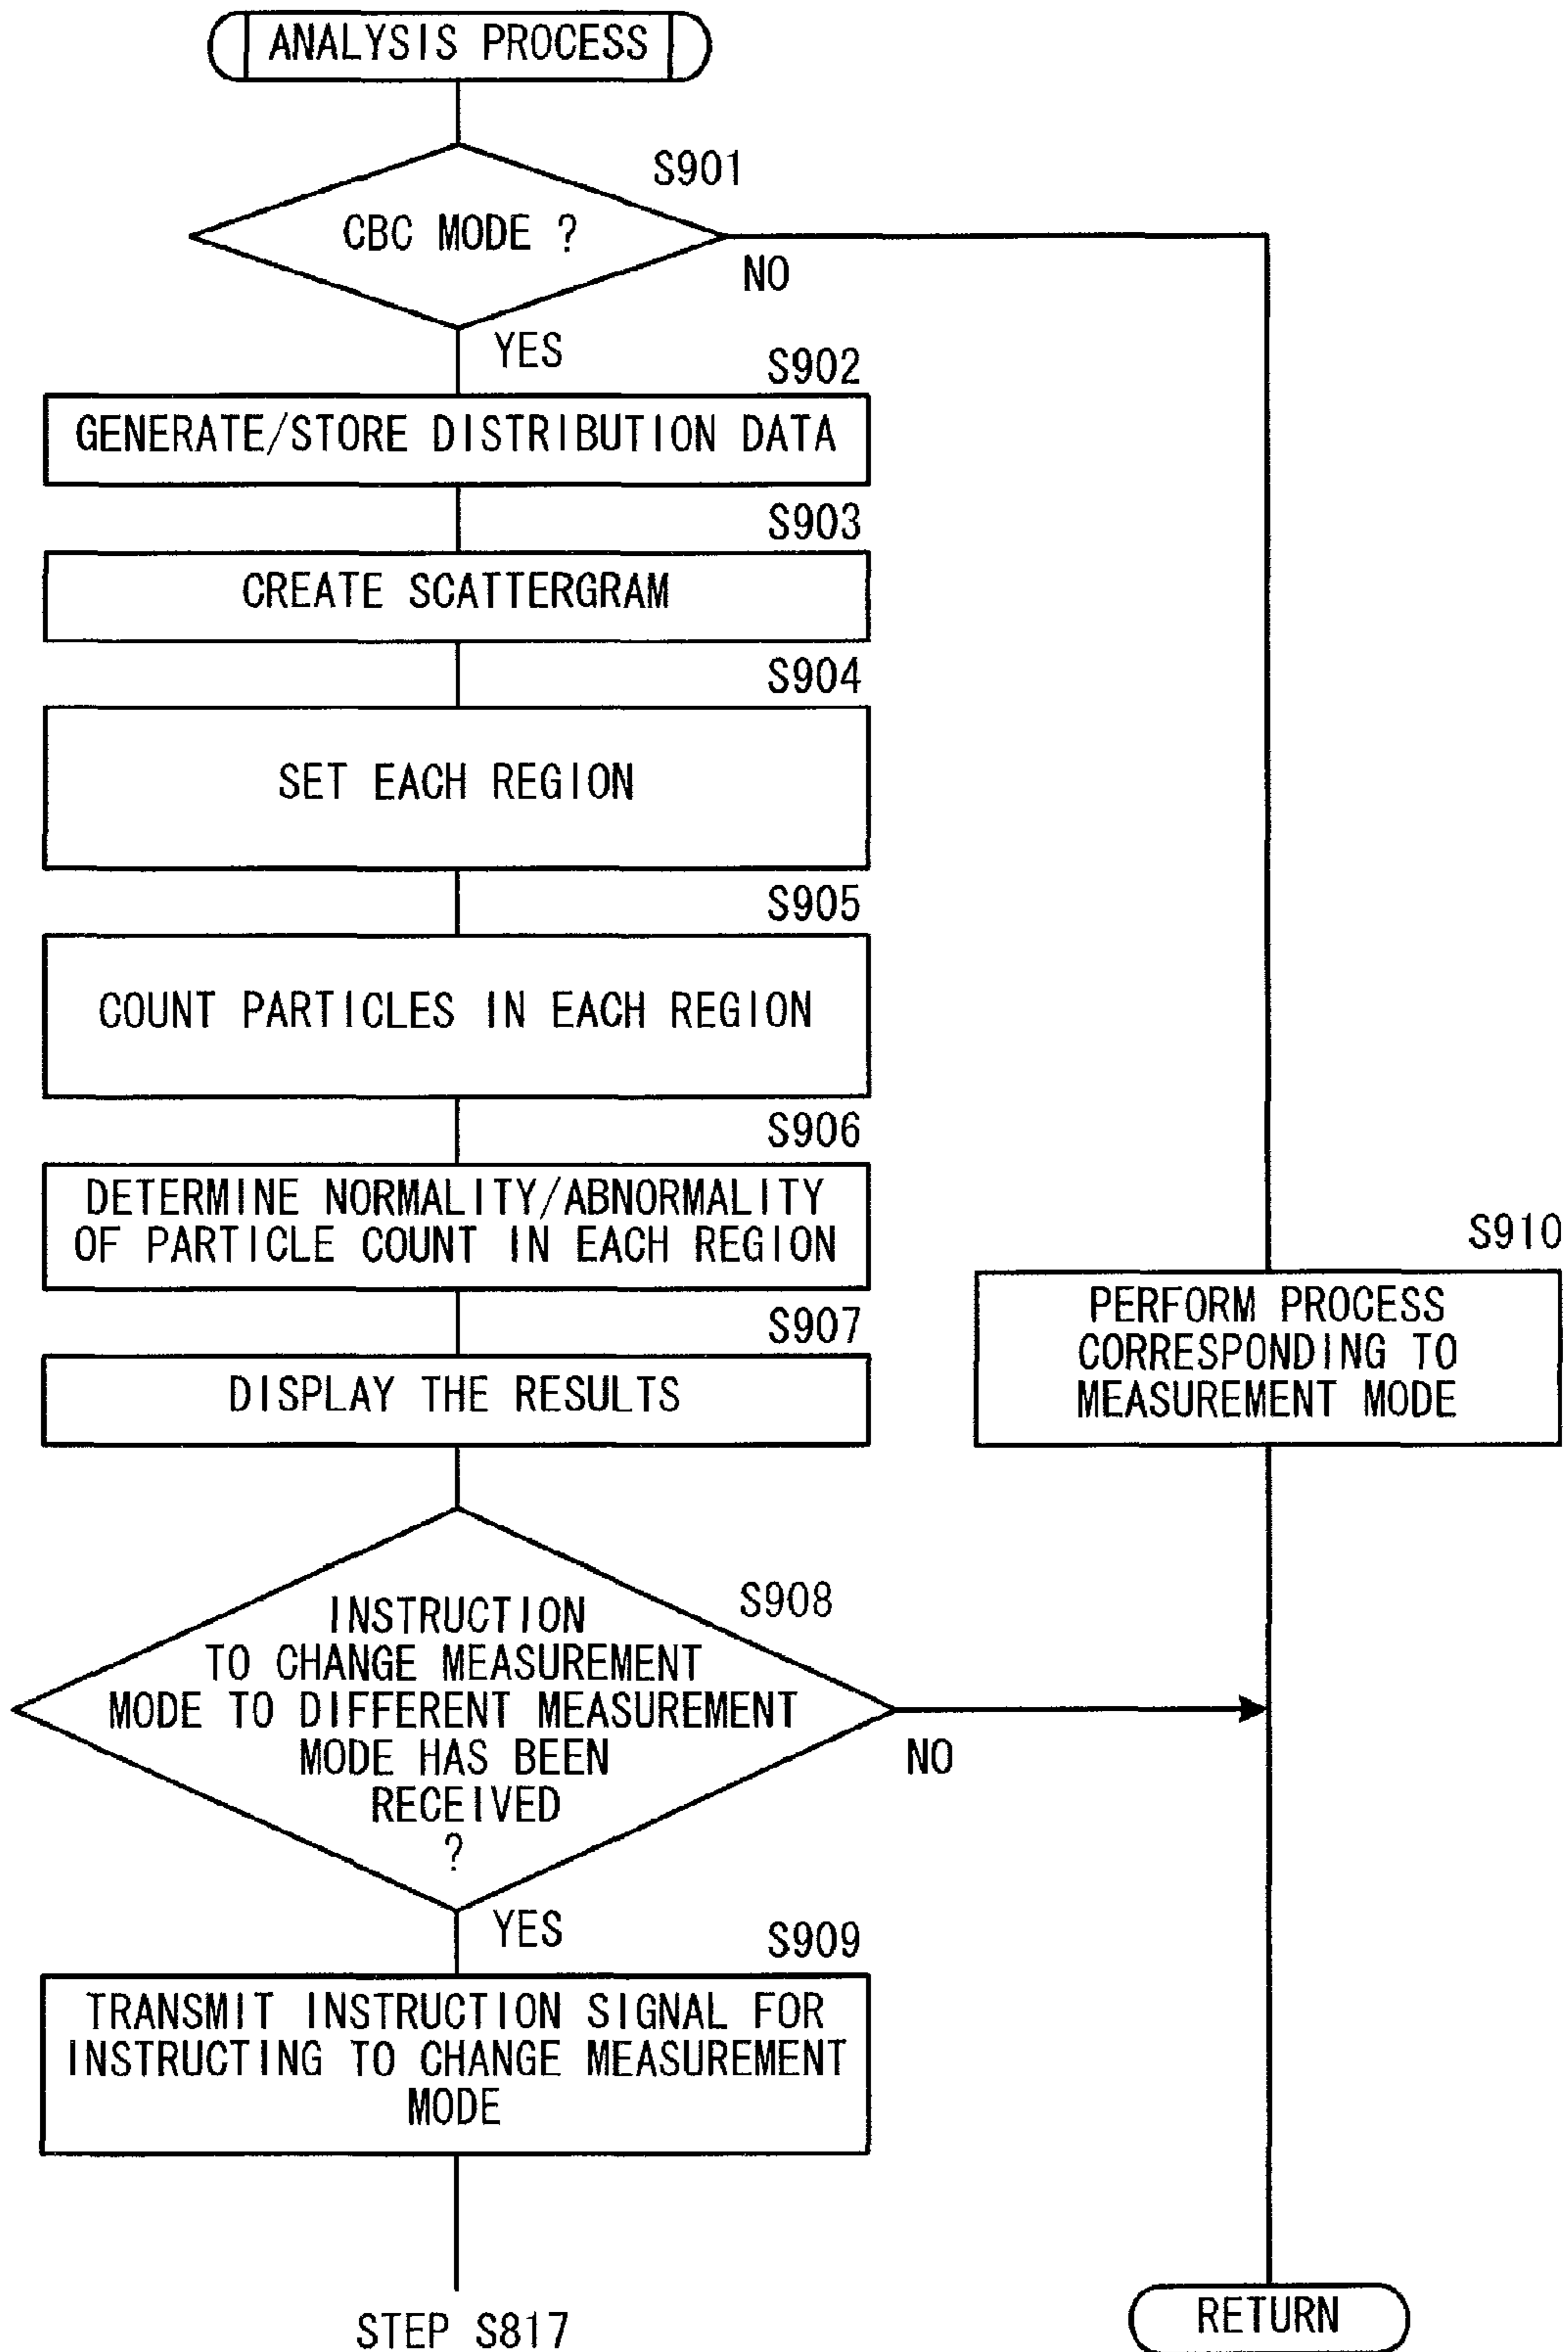 ANALYSIS PROCESS
S901
CBC MODE ?
NO
YES
S902
GENERATE/STORE DISTRIBUTION DATA
S903
CREATE SCATTERGRAM
S904
SET EACH REGION
S905
COUNT PARTICLES IN EACH REGION
S906
DETERMINE NORMALITY/ABNORMALITY
OF PARTICLE COUNT IN EACH REGION
S910
PERFORM PROCESS
CORRESPONDING TO
MEASUREMENT MODE
S907
DISPLAY THE RESULTS
S908
INSTRUCTION
TO CHANGE MEASUREMENT
MODE TO DIFFERENT MEASUREMENT
MODE HAS BEEN
RECEIVED
?
NO
YES
S909
TRANSMIT INSTRUCTION SIGNAL FOR
INSTRUCTING TO CHANGE MEASUREMENT
MODE
STEP S817
RETURN